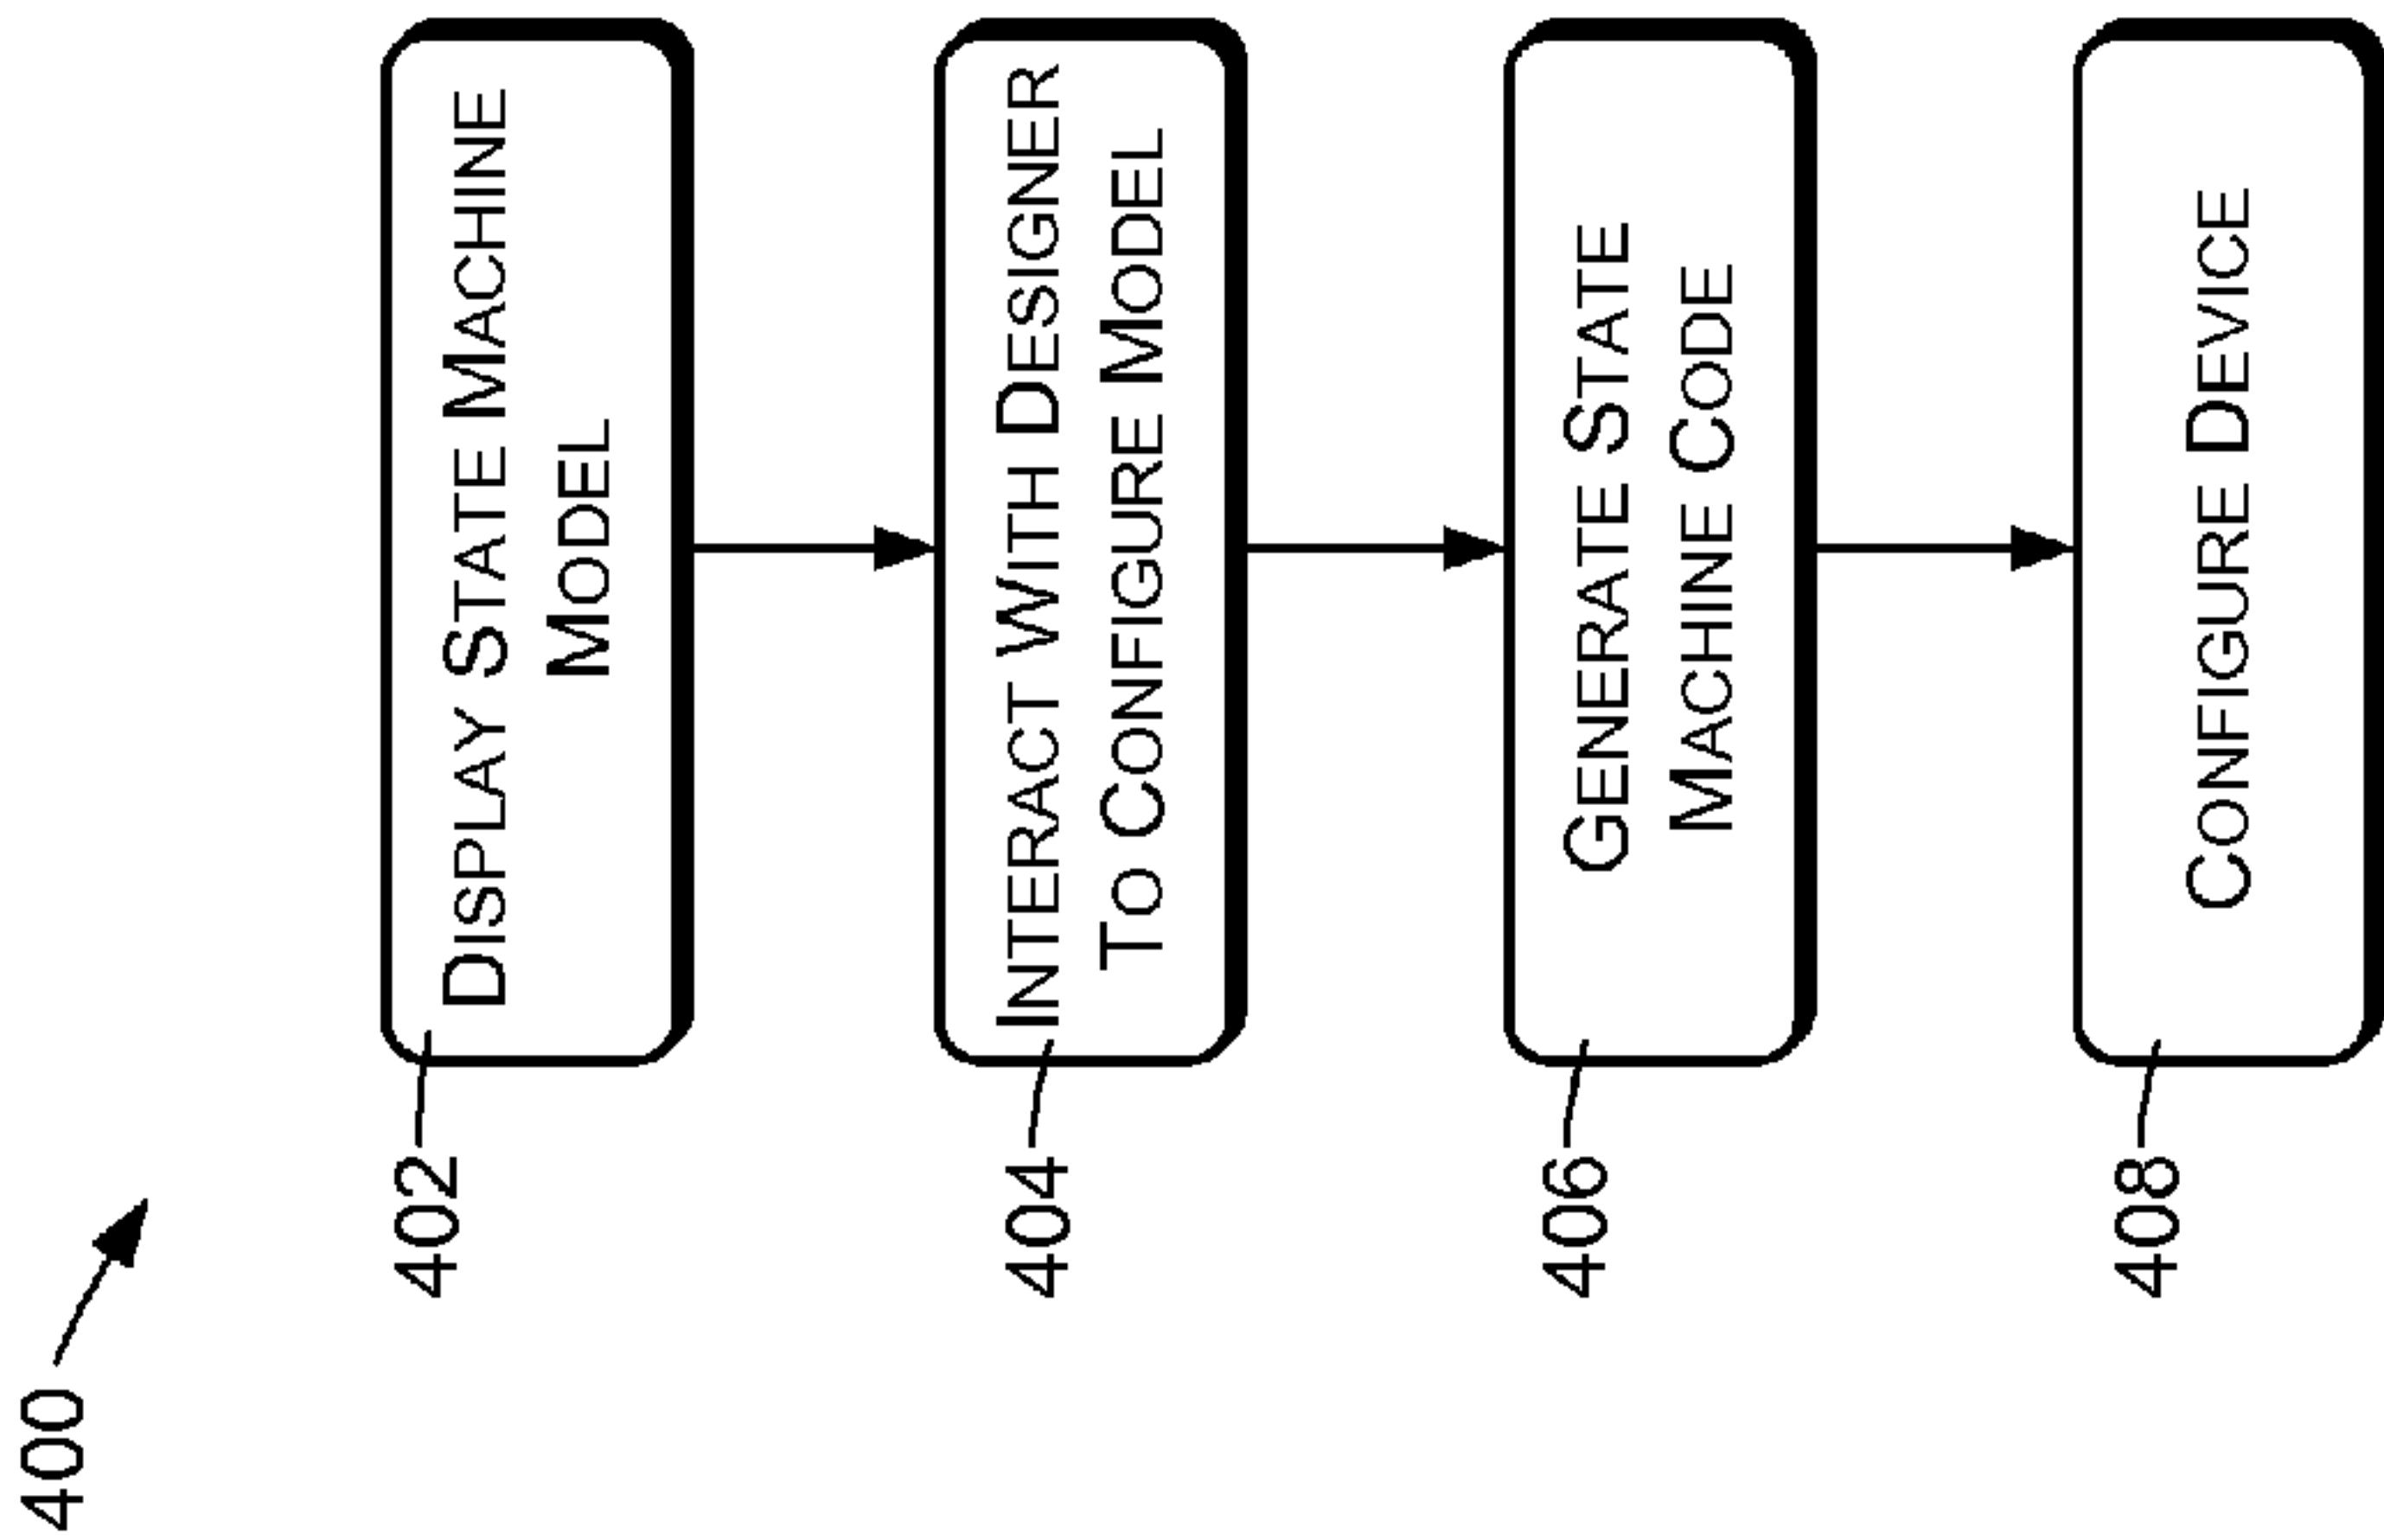 400
402
DISPLAY STATE MACHINE
MODEL
404
INTERACT WITH DESIGNER
TO CONFIGURE MODEL
406
GENERATE STATE
MACHINE CODE
408
CONFIGURE DEVICE